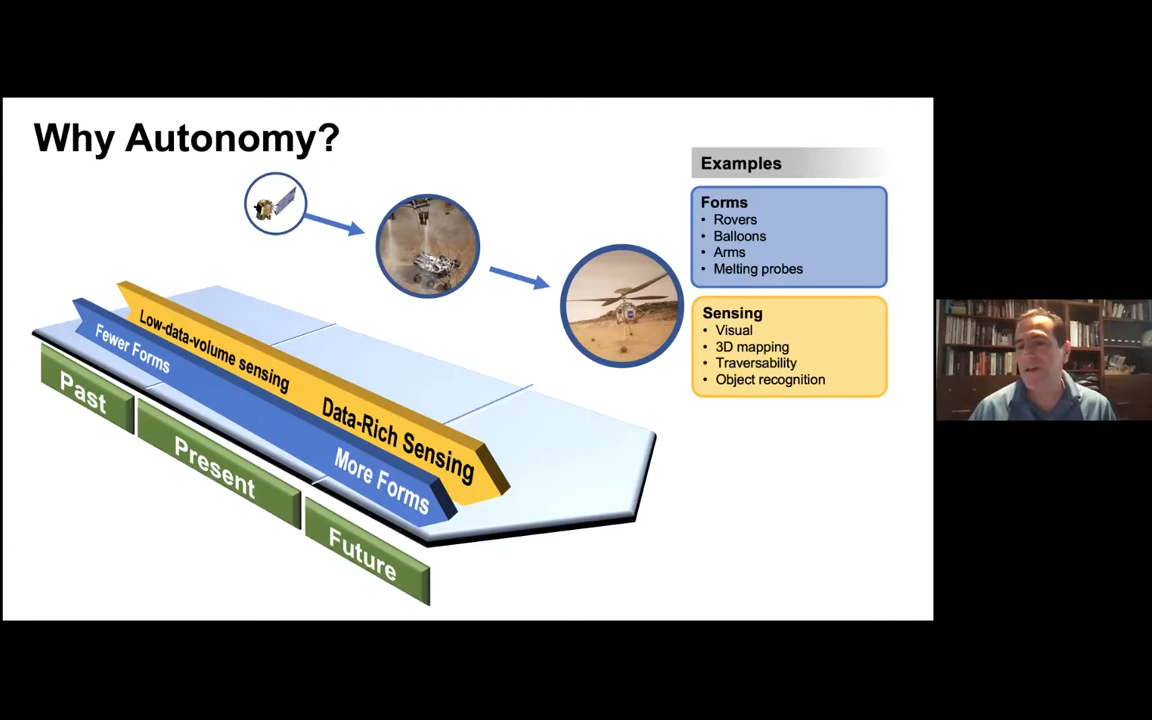 Why Autonomy?
Examples
Forms
• Rovers
• Balloons
• Arms
• Melting probes
Sensing
• Visual
• 3D mapping
• Traversability
• Object recognition
Low-data-volume sensing
Data-Rich Sensing
Fewer Forms
More Forms
Past
Present
Future